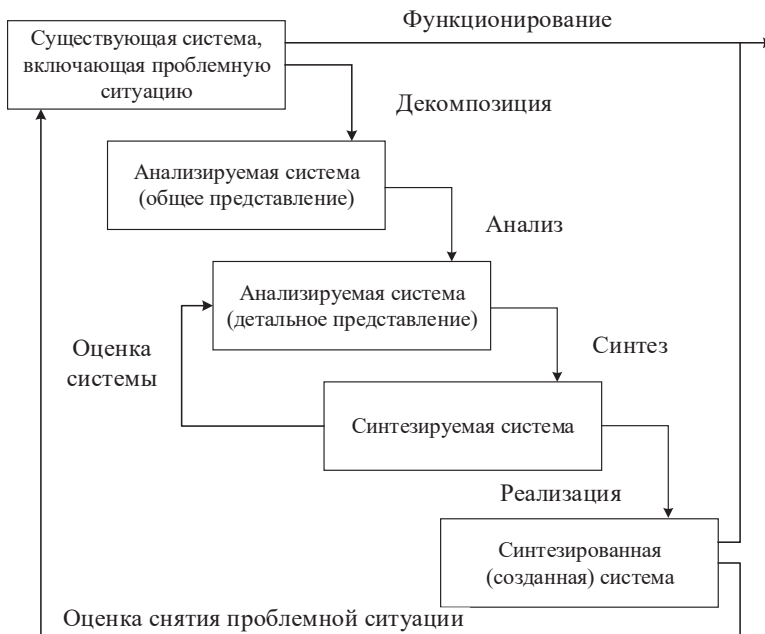 Функционирование
Существующая система,
включающая проблемную
ситуацию
Декомпозиция
Анализируемая система
(общее представление)
Анализ
Анализируемая система
(детальное представление)
Оценка
системы
Синтез
Синтезируемая система
Реализация
Синтезированная
(созданная) система
Оценка снятия проблемной ситуации